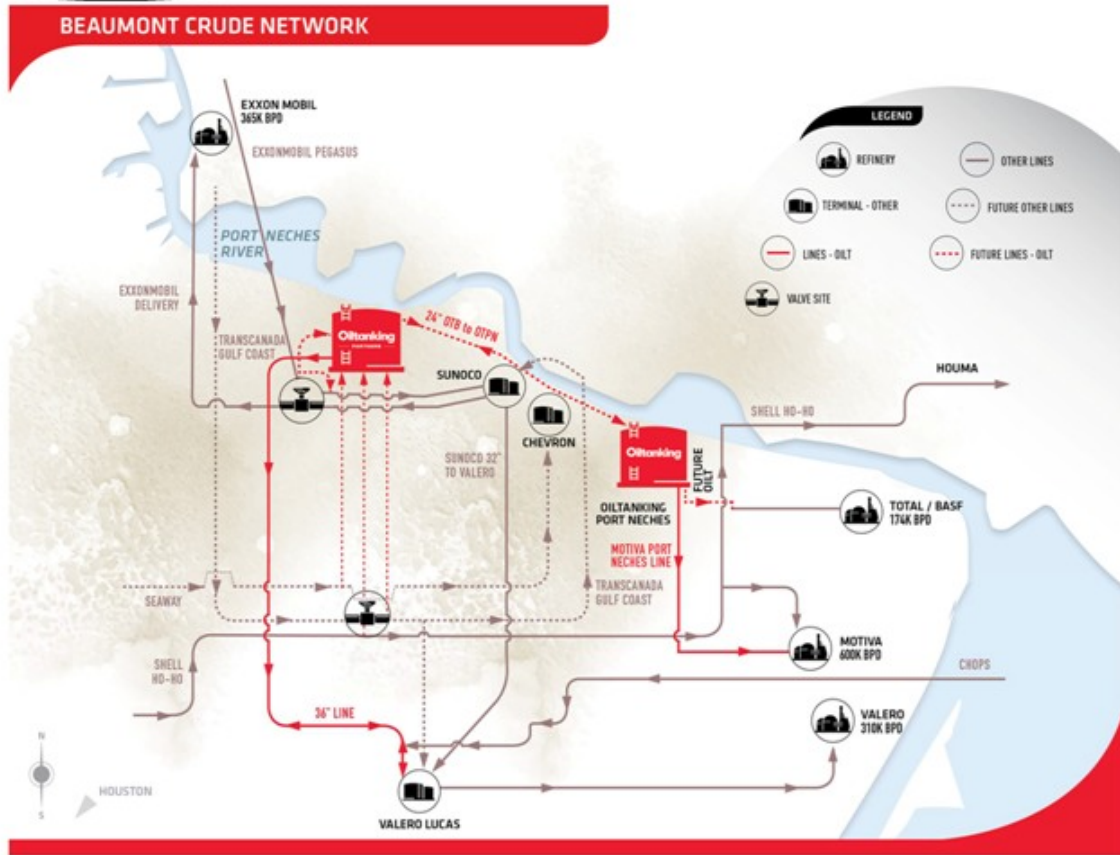 BEAUMONT CRUDE NETWORK
EXXON MOBIL
365K BPD
EXXONMOBIL PEGASUS
LEGEND
REFINERY
OTHER LINES
TERMINAL - OTHER
FUTURE OTHER LINES
LINES - OILT
FUTURE LINES - OILT
VALVE SITE
PORT NECHES
RIVER
EXXONMOBIL
DELIVERY
TRANSCANADA
GULF COAST
Oiltanking
PARTNERS
24" OTB to OTPN
SUNOCO
CHEVRON
HOUMA
SHELL HO-HO
SUNOCO 32"
TO VALERO
Oiltanking
FUTURE
OILT
OILTANKING
PORT NECHES
TOTAL / BASF
174K BPD
MOTIVA PORT
NECHES LINE
SEAWAY
TRANSCANADA
GULF COAST
SHELL
HO-HO
MOTIVA
600K BPD
CHOPS
36" LINE
VALERO
310K BPD
VALERO LUCAS
N
S
HOUSTON